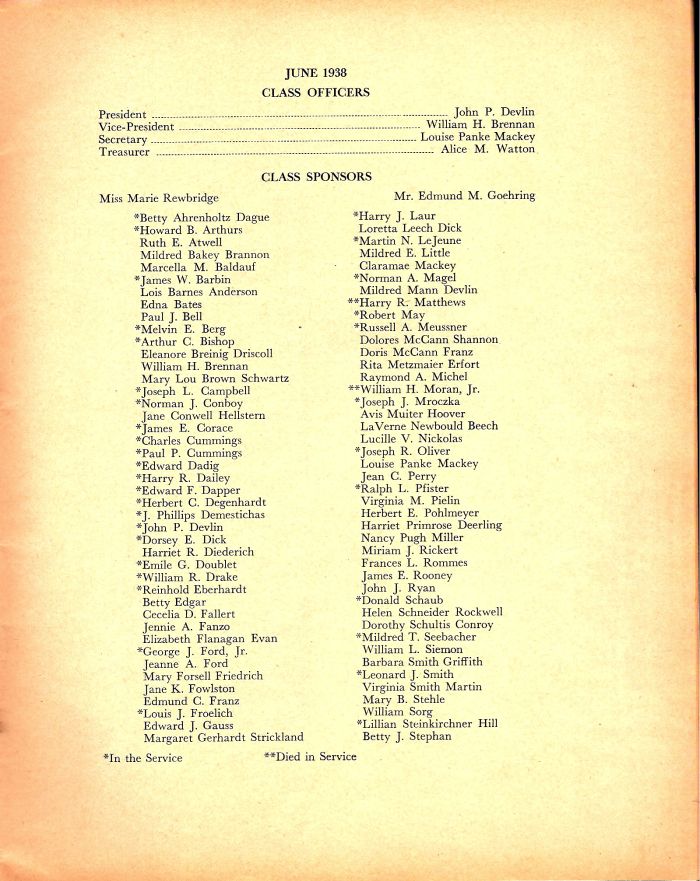 JUNE 1938
CLASS OFFICERS
President ........ John P. Devlin
Vice-President ........ William H. Brennan
Secretary ........ Louise Panke Mackey
Treasurer ........ Alice M. Watton
CLASS SPONSORS
Miss Marie Rewbridge Mr. Edmund M. Goehring
*Betty Ahrenholtz Dague
*Howard B. Arthurs
Ruth E. Atwell
Mildred Bakey Brannon
Marcella M. Baldauf
*James W. Barbin
Lois Barnes Anderson
Edna Bates
Paul J. Bell
*Melvin E. Berg
*Arthur C. Bishop
Eleanore Breinig Driscoll
William H. Brennan
Mary Lou Brown Schwartz
*Joseph L. Campbell
*Norman J. Conboy
Jane Conwell Hellstern
*James E. Corace
*Charles Cummings
*Paul P. Cummings
*Edward Dadig
*Harry R. Dailey
*Edward F. Dapper
*Herbert C. Degenhardt
*J. Phillips Demestichas
*John P. Devlin
*Dorsey E. Dick
Harriet R. Diederich
*Emile G. Doublet
*William R. Drake
*Reinhold Eberhardt
Betty Edgar
Cecelia D. Fallert
Jennie A. Fanzo
Elizabeth Flanagan Evan
*George J. Ford, Jr.
Jeanne A. Ford
Mary Forsell Friedrich
Jane K. Fowlston
Edmund C. Franz
*Louis J. Froelich
Edward J. Gauss
Margaret Gerhardt Strickland
*Harry J. Laur
Loretta Leech Dick
*Martin N. LeJeune
Mildred E. Little
Claramae Mackey
*Norman A. Magel
Mildred Mann Devlin
**Harry R. Matthews
*Robert May
*Russell A. Meussner
Dolores McCann Shannon
Doris McCann Franz
Rita Metzmaier Erfort
Raymond A. Michel
**William H. Moran, Jr.
*Joseph J. Mroczka
Avis Muiter Hoover
LaVerne Newbould Beech
Lucille V. Nickolas
*Joseph R. Oliver
Louise Panke Mackey
Jean C. Perry
*Ralph L. Pfister
Virginia M. Pielin
Herbert E. Pohlmeyer
Harriet Primrose Deerling
Nancy Pugh Miller
Miriam J. Rickert
Frances L. Rommes
James E. Rooney
John J. Ryan
*Donald Schaub
Helen Schneider Rockwell
Dorothy Schultis Conroy
*Mildred T. Seebacher
William L. Siemon
Barbara Smith Griffith
*Leonard J. Smith
Virginia Smith Martin
Mary B. Stehle
William Sorg
*Lillian Steinkirchner Hill
Betty J. Stephan
*In the Service **Died in Service